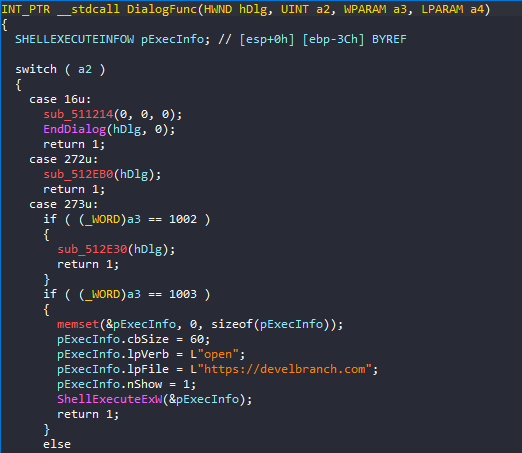 INT_PTR __stdcall DialogFunc(HWND hDlg, UINT a2, WPARAM a3, LPARAM a4)
{
  SHELLEXECUTEINFOW pExecInfo; // [esp+0h] [ebp-3Ch] BYREF

  switch ( a2 )
  {
    case 16u:
      sub_511214(0, 0, 0);
      EndDialog(hDlg, 0);
      return 1;
    case 272u:
      sub_512EB0(hDlg);
      return 1;
    case 273u:
      if ( (_WORD)a3 == 1002 )
      {
        sub_512E30(hDlg);
        return 1;
      }
      if ( (_WORD)a3 == 1003 )
      {
        memset(&pExecInfo, 0, sizeof(pExecInfo));
        pExecInfo.cbSize = 60;
        pExecInfo.lpVerb = L"open";
        pExecInfo.lpFile = L"https://develbranch.com";
        pExecInfo.nShow = 1;
        ShellExecuteExW(&pExecInfo);
        return 1;
      }
      else